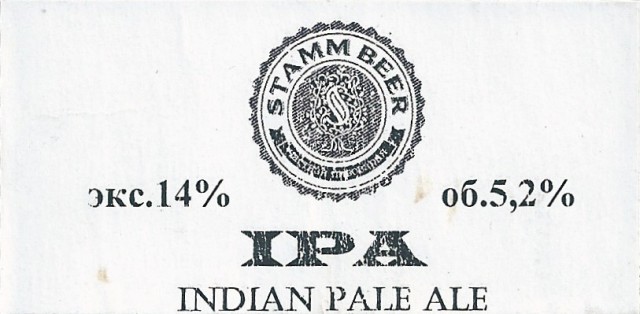 STAMM BEER
экс.14%
об.5,2%
IPA
INDIAN PALE ALE